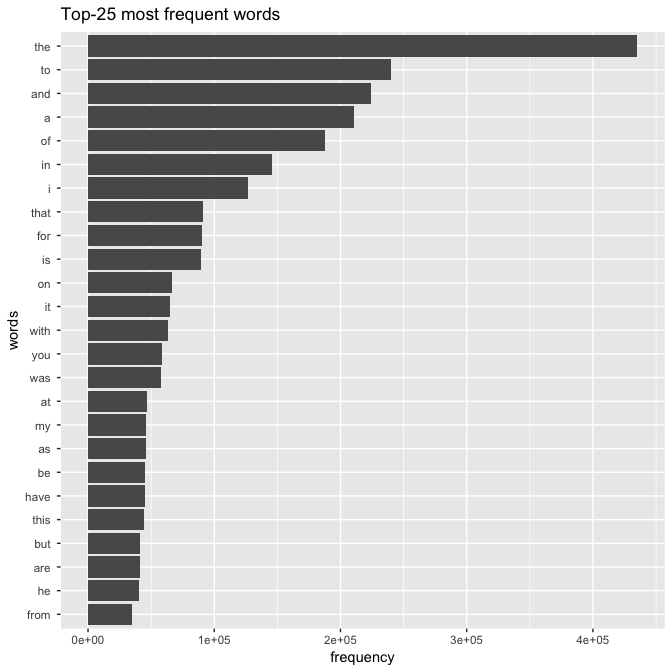 Top-25 most frequent words
the
to
and
a
of
in
i
that
for
is
on
it
with
you
was
at
my
as
be
have
this
but
are
he
from
words
0e+00 1e+05 2e+05 3e+05 4e+05
frequency